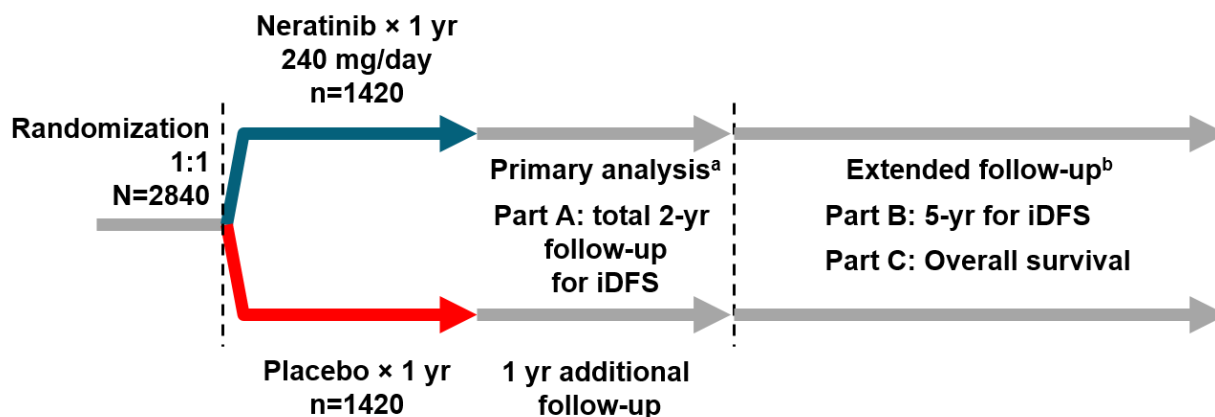 Neratinib × 1 yr
240 mg/day
n=1420
Randomization
1:1
N=2840
Primary analysisᵃ
Part A: total 2-yr
follow-up
for iDFS
Extended follow-upᵇ
Part B: 5-yr for iDFS
Part C: Overall survival
Placebo × 1 yr
n=1420
1 yr additional
follow-up